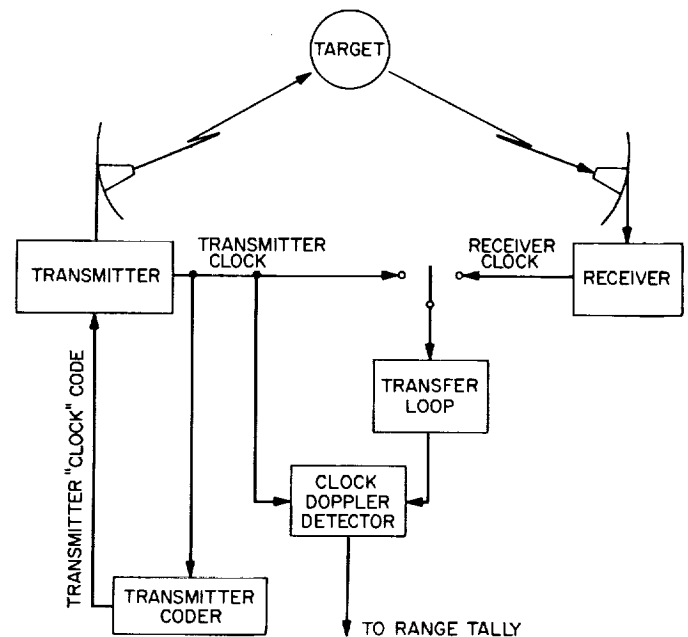 TARGET
TRANSMITTER
CLOCK
RECEIVER
CLOCK
TRANSMITTER
RECEIVER
TRANSFER
LOOP
TRANSMITTER "CLOCK" CODE
CLOCK
DOPPLER
DETECTOR
TRANSMITTER
CODER
TO RANGE TALLY